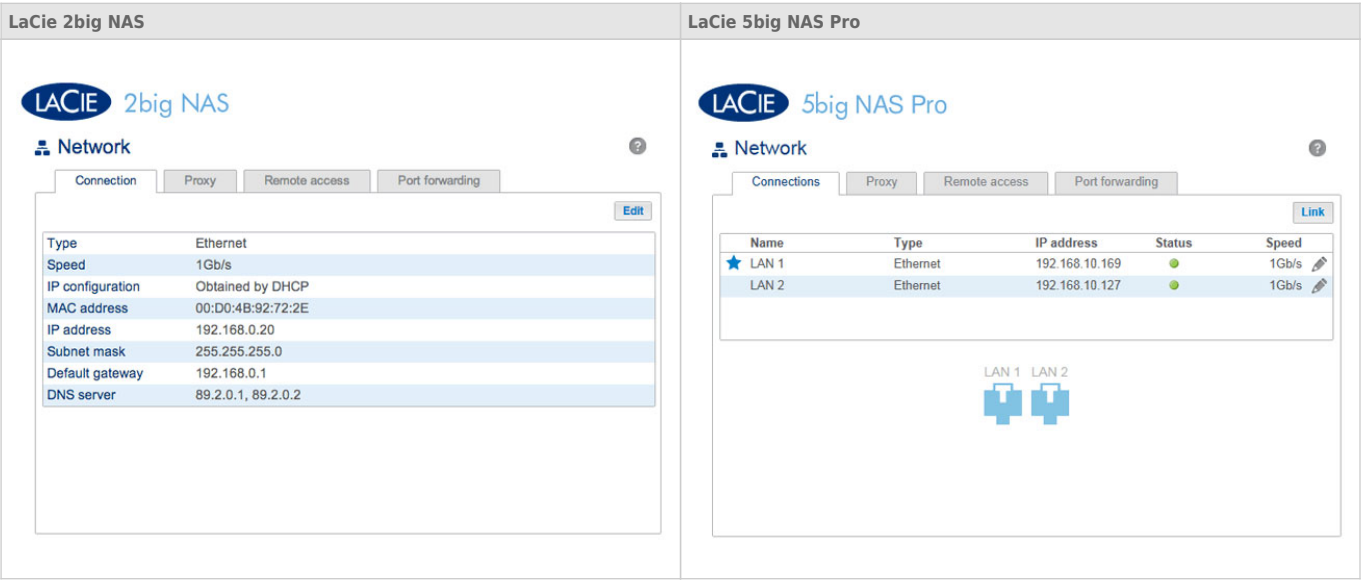 LaCie 2big NAS
LACIE 2big NAS
Network
?
Connection Proxy Remote access Port forwarding
Edit
Type Ethernet
Speed 1Gb/s
IP configuration Obtained by DHCP
MAC address 00:D0:4B:92:72:2E
IP address 192.168.0.20
Subnet mask 255.255.255.0
Default gateway 192.168.0.1
DNS server 89.2.0.1, 89.2.0.2
LaCie 5big NAS Pro
LACIE 5big NAS Pro
Network
?
Connections Proxy Remote access Port forwarding
Link
Name Type IP address Status Speed
LAN 1 Ethernet 192.168.10.169 1Gb/s
LAN 2 Ethernet 192.168.10.127 1Gb/s
LAN 1 LAN 2